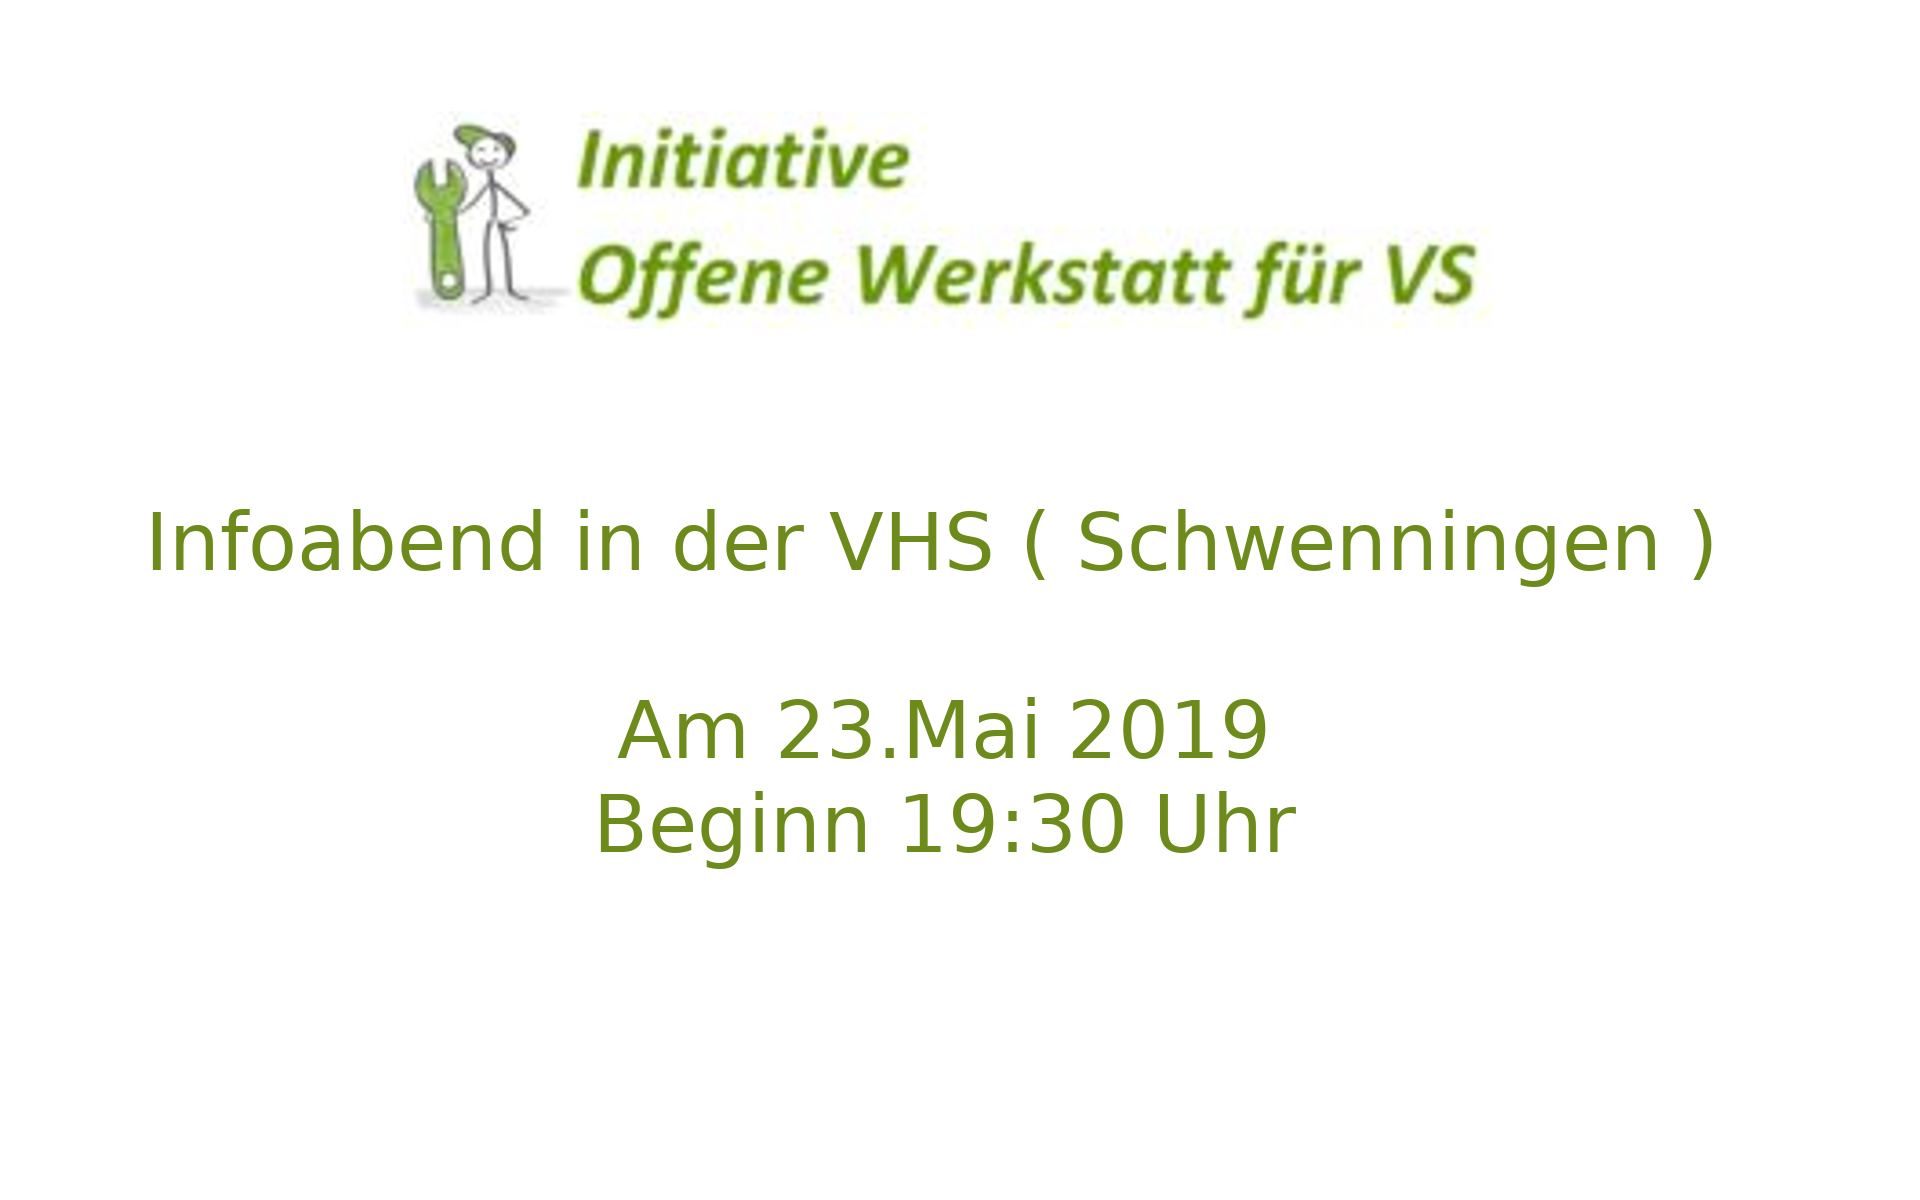 Initiative
Offene Werkstatt für VS
Infoabend in der VHS ( Schwenningen )
Am 23.Mai 2019
Beginn 19:30 Uhr